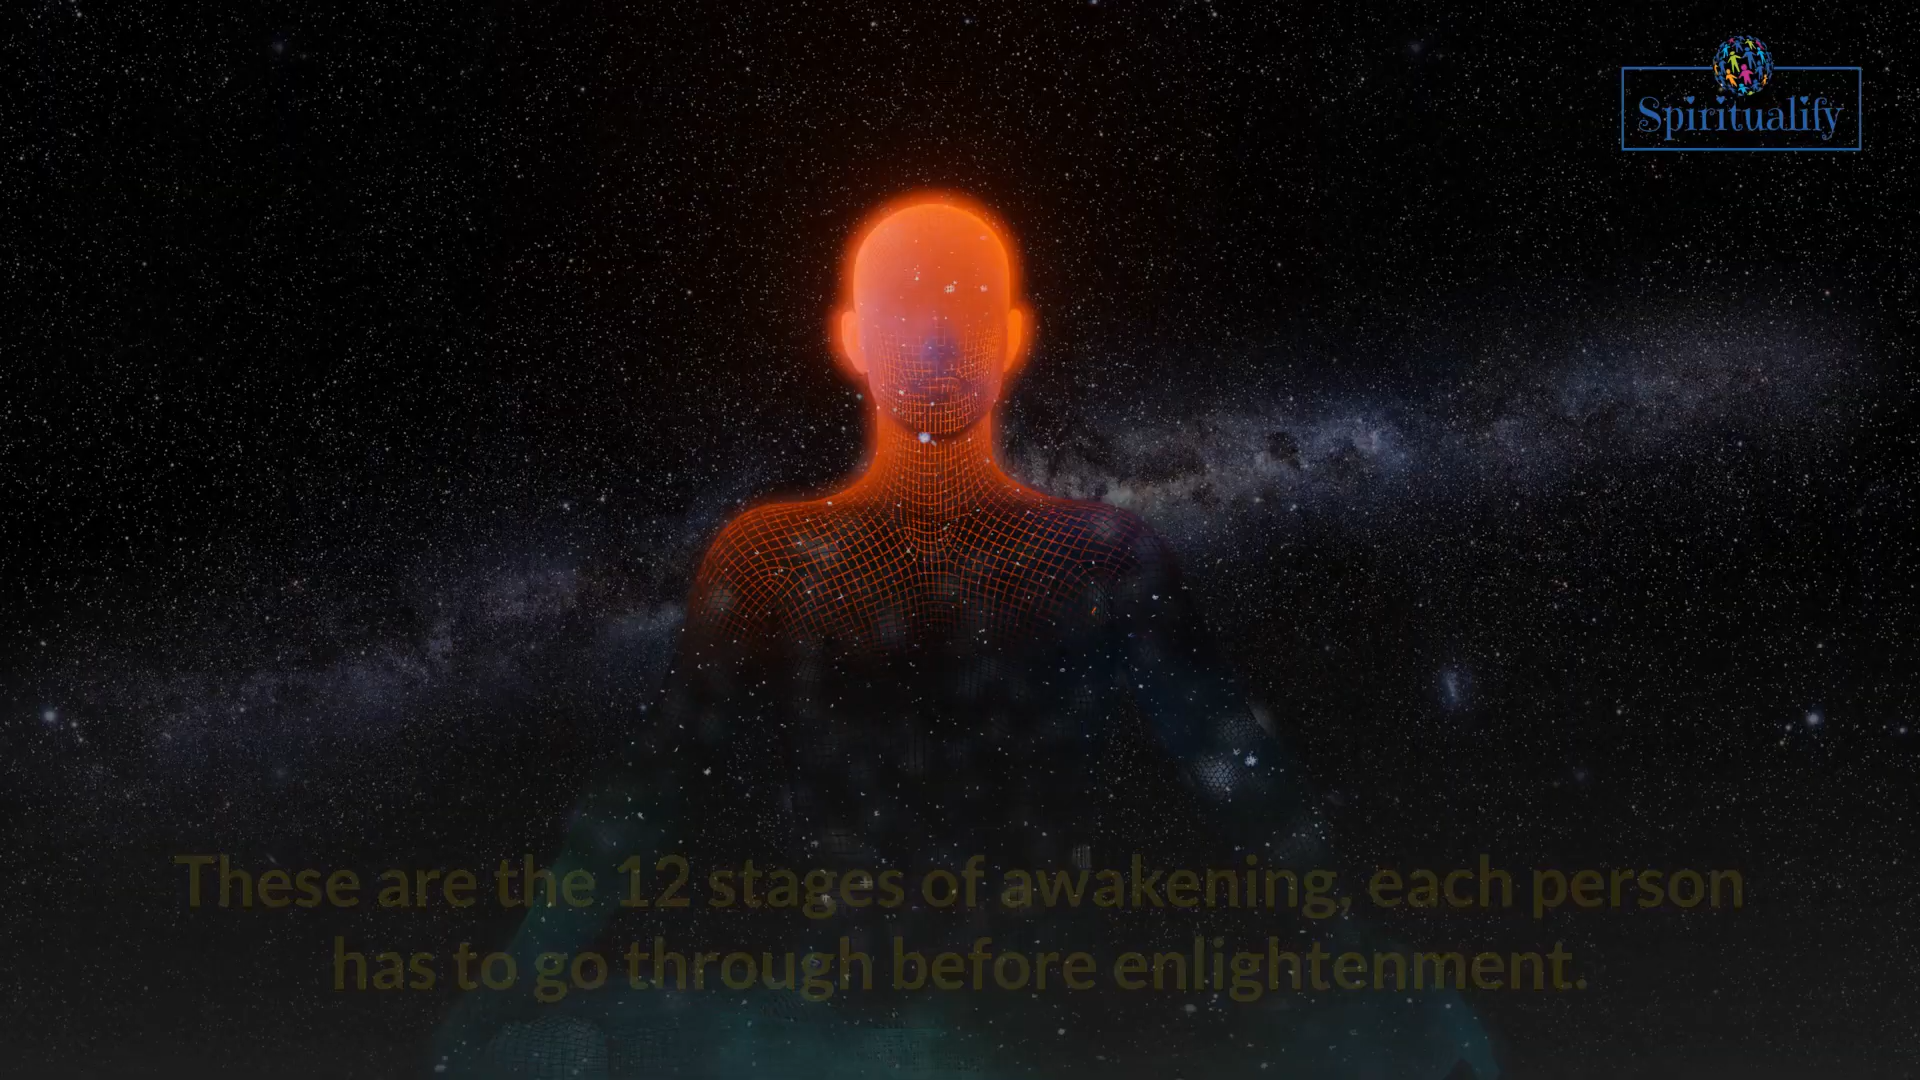 Spiritualify
These are the 12 stages of awakening, each person
has to go through before enlightenment.